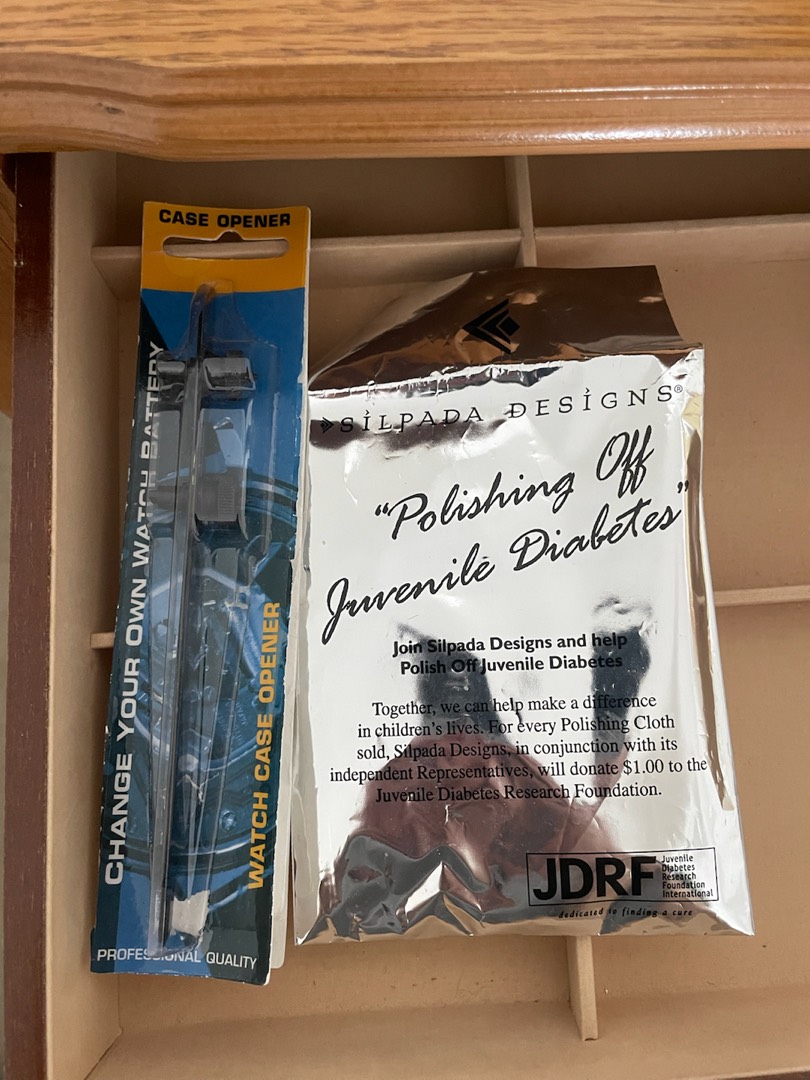 CASE OPENER
CHANGE YOUR OWN WATCH BATTERY
WATCH CASE OPENER
PROFESSIONAL QUALITY
SILPADA DESIGNS®
"Polishing Off
Juvenile Diabetes"
Join Silpada Designs and help
Polish Off Juvenile Diabetes
Together, we can help make a difference
in children's lives. For every Polishing Cloth
sold, Silpada Designs, in conjunction with its
independent Representatives, will donate $1.00 to the
Juvenile Diabetes Research Foundation.
JDRF
Juvenile
Diabetes
Research
Foundation
International
dedicated to finding a cure